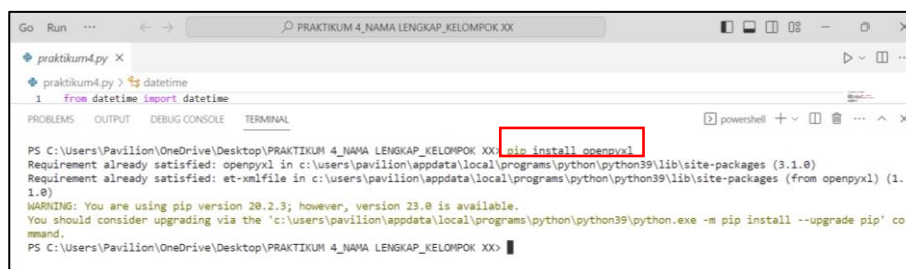 Go Run ... PRAKTIKUM 4_NAMA LENGKAP_KELOMPOK XX
praktikum4.py
praktikum4.py > datetime
1 from datetime import datetime
PROBLEMS OUTPUT DEBUG CONSOLE TERMINAL powershell
PS C:\Users\Pavilion\OneDrive\Desktop\PRAKTIKUM 4_NAMA LENGKAP_KELOMPOK XX> pip install openpyxl
Requirement already satisfied: openpyxl in c:\users\pavilion\appdata\local\programs\python\python39\lib\site-packages (3.1.0)
Requirement already satisfied: et-xmlfile in c:\users\pavilion\appdata\local\programs\python\python39\lib\site-packages (from openpyxl) (1.
1.0)
WARNING: You are using pip version 20.2.3; however, version 23.0 is available.
You should consider upgrading via the 'c:\users\pavilion\appdata\local\programs\python\python39\python.exe -m pip install --upgrade pip' co
mmand.
PS C:\Users\Pavilion\OneDrive\Desktop\PRAKTIKUM 4_NAMA LENGKAP_KELOMPOK XX>